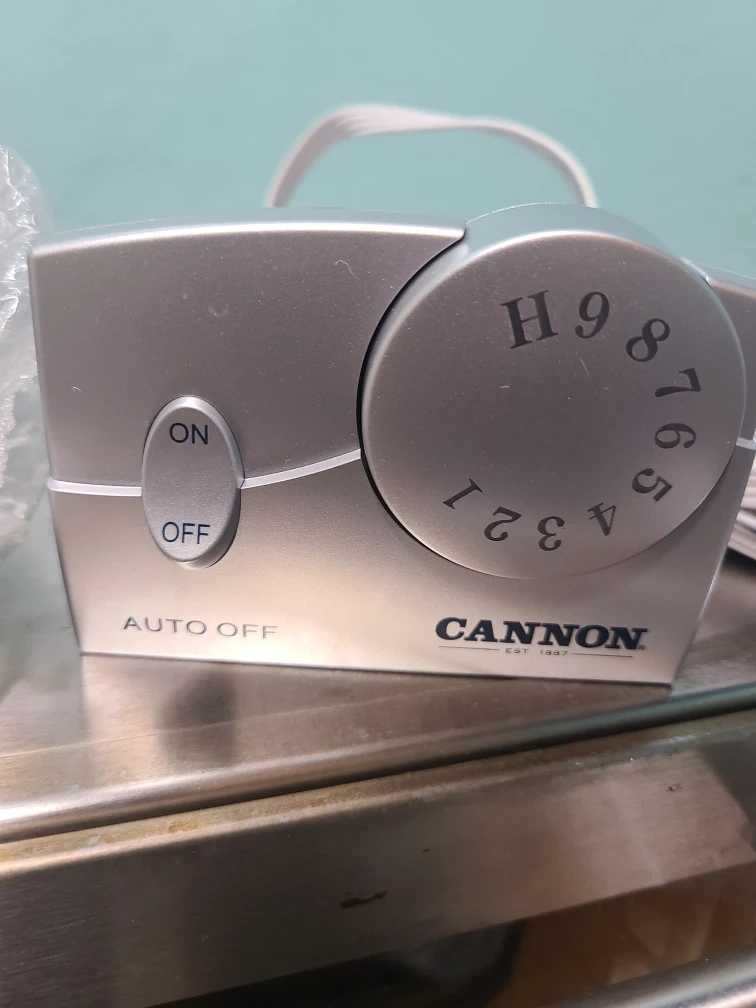 H 9 8 7 6 5 4 3 2 1
ON
OFF
AUTO OFF
CANNON
EST. 1887